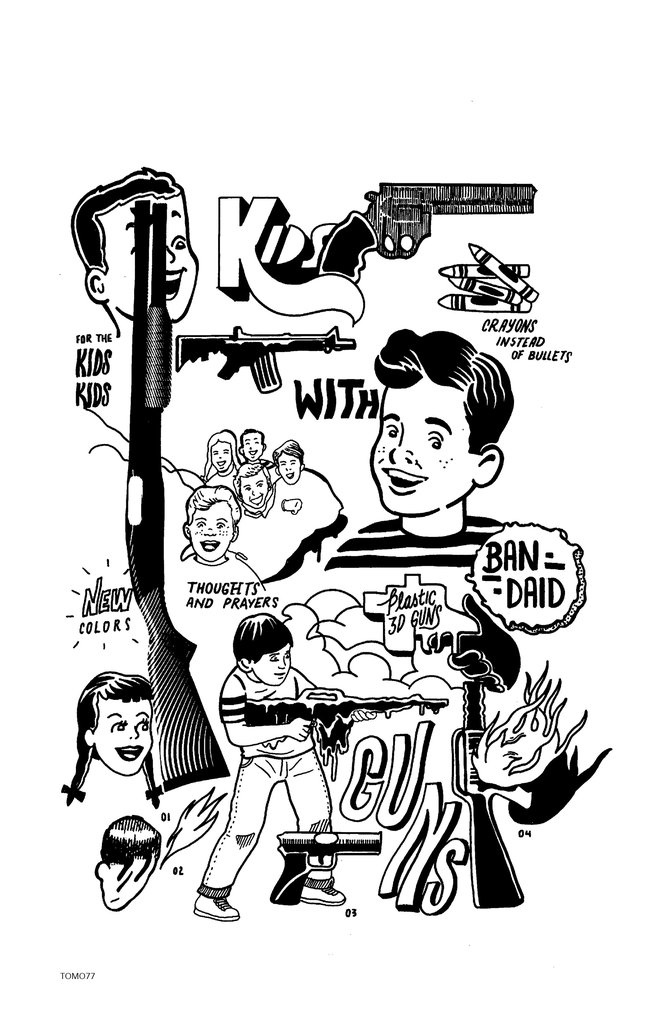 KiDS
CRAYONS
INSTEAD
OF BULLETS
FOR THE
KIDS
KIDS
WITH
BAN-
-DAID
THOUGHTS
AND PRAYERS
Plastic
3D GUNS
NEW
COLORS
GUNS
01
02
03
04
TOMO77